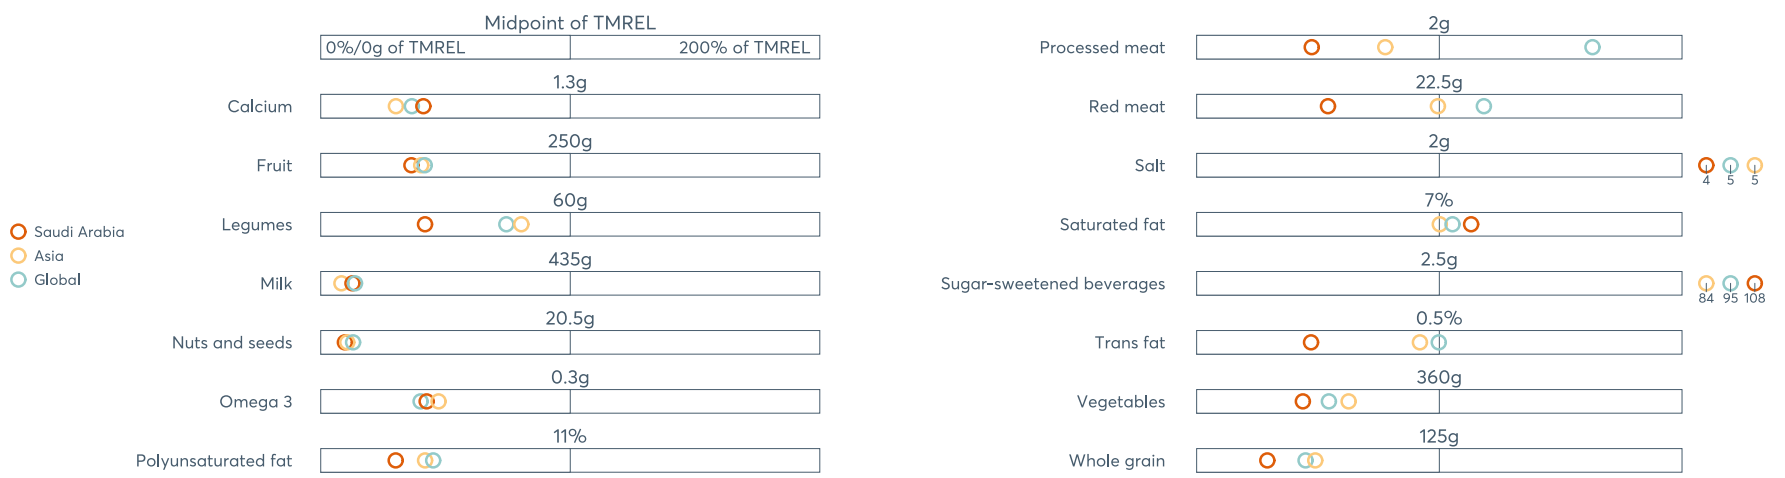 Midpoint of TMREL
0%/0g of TMREL 200% of TMREL
1.3g
Calcium
250g
Fruit
60g
Legumes
435g
Milk
20.5g
Nuts and seeds
0.3g
Omega 3
11%
Polyunsaturated fat
Saudi Arabia
Asia
Global
2g
Processed meat
22.5g
Red meat
2g
Salt
4 5 5
7%
Saturated fat
2.5g
Sugar-sweetened beverages
84 95 108
0.5%
Trans fat
360g
Vegetables
125g
Whole grain